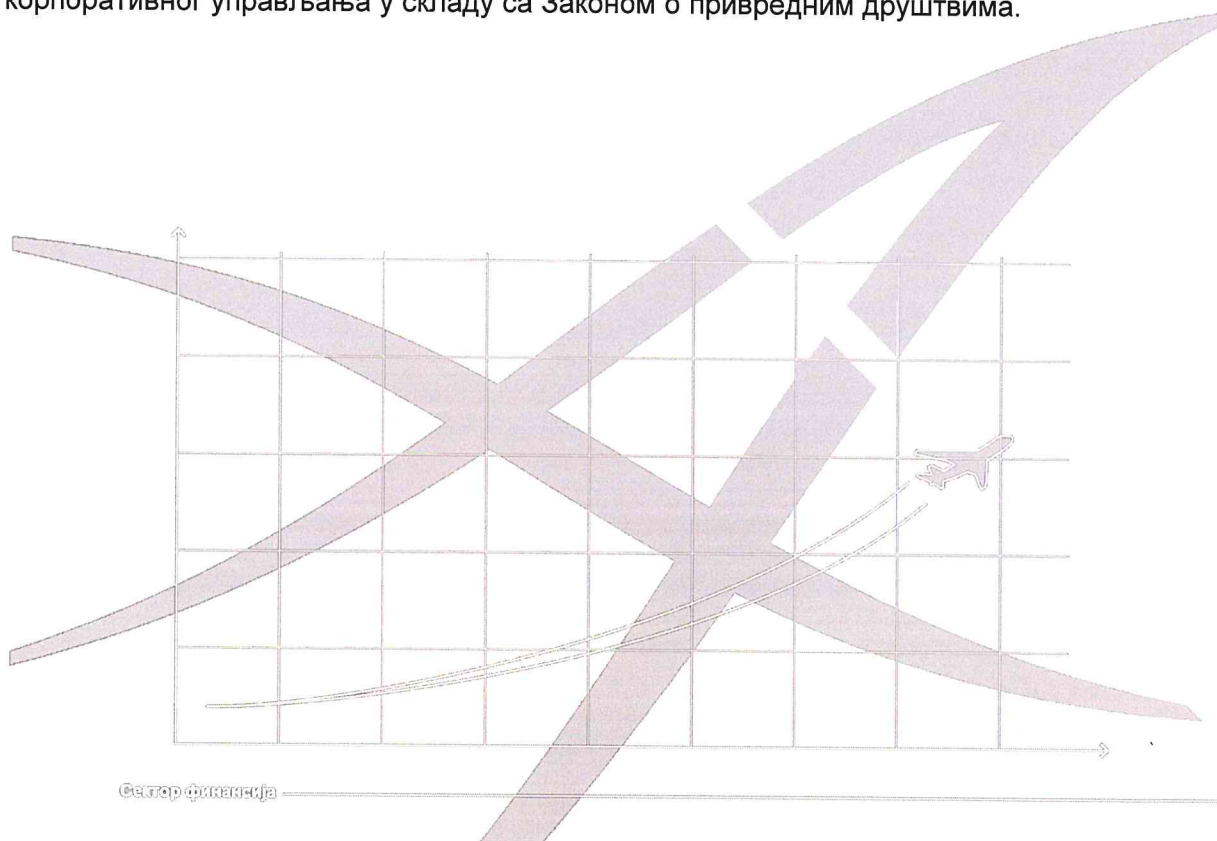 корпоративног управљања у складу са Законом о привредним друштвима.
Сектор финансија